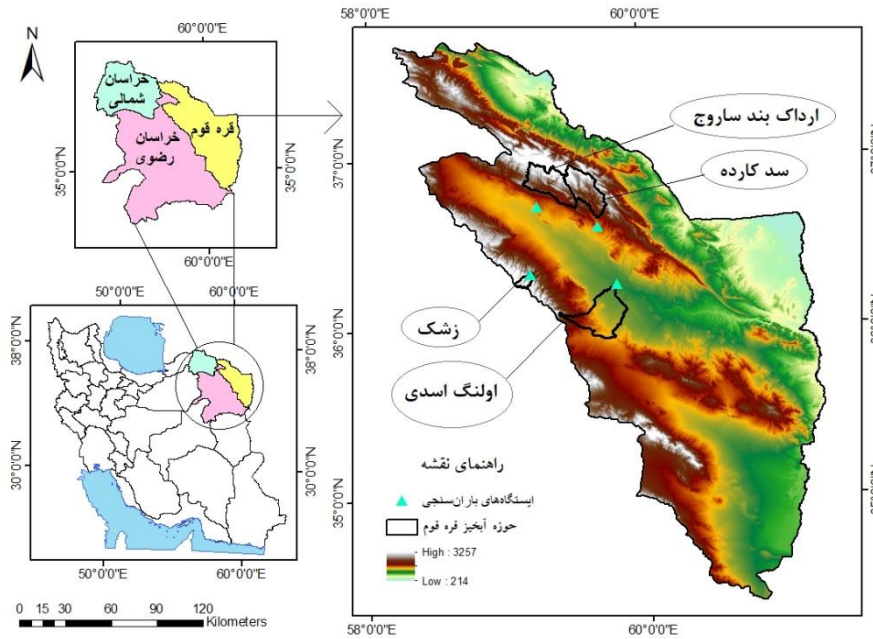 N
60°0'0"E
35°0'0"N
خراسان
شمالی
قره قوم
خراسان
رضوی
35°0'0"N
60°0'0"E
50°0'0"E
60°0'0"E
38°0'0"N
38°0'0"N
30°0'0"N
30°0'0"N
50°0'0"E
60°0'0"E
0 15 30 60 90 120
Kilometers
58°0'0"E
60°0'0"E
37°0'0"N
36°0'0"N
35°0'0"N
ارداک بند ساروج
سد کارده
زشک
اولنگ اسدی
راهنمای نقشه
ایستگاه‌های باران‌سنجی
حوزه آبخیز قره قوم
High : 3257
Low : 214
58°0'0"E
60°0'0"E